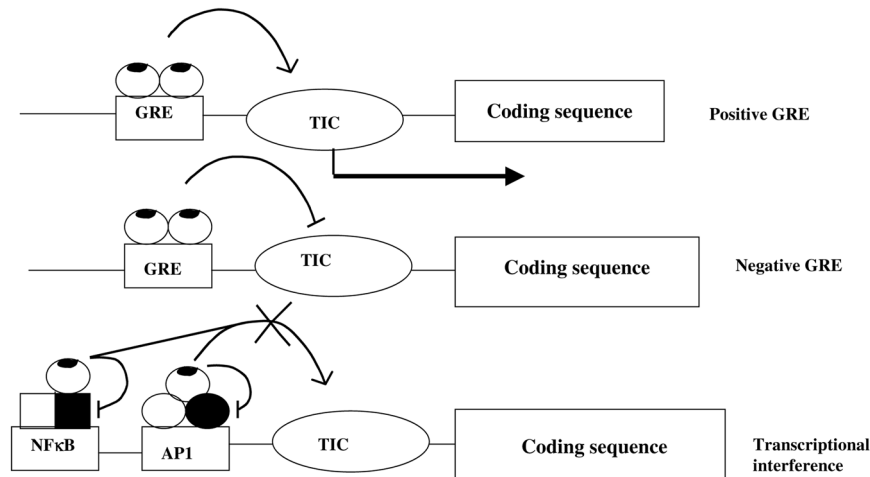 GRE
TIC
Coding sequence
Positive GRE
GRE
TIC
Coding sequence
Negative GRE
NFκB
AP1
TIC
Coding sequence
Transcriptional
interference